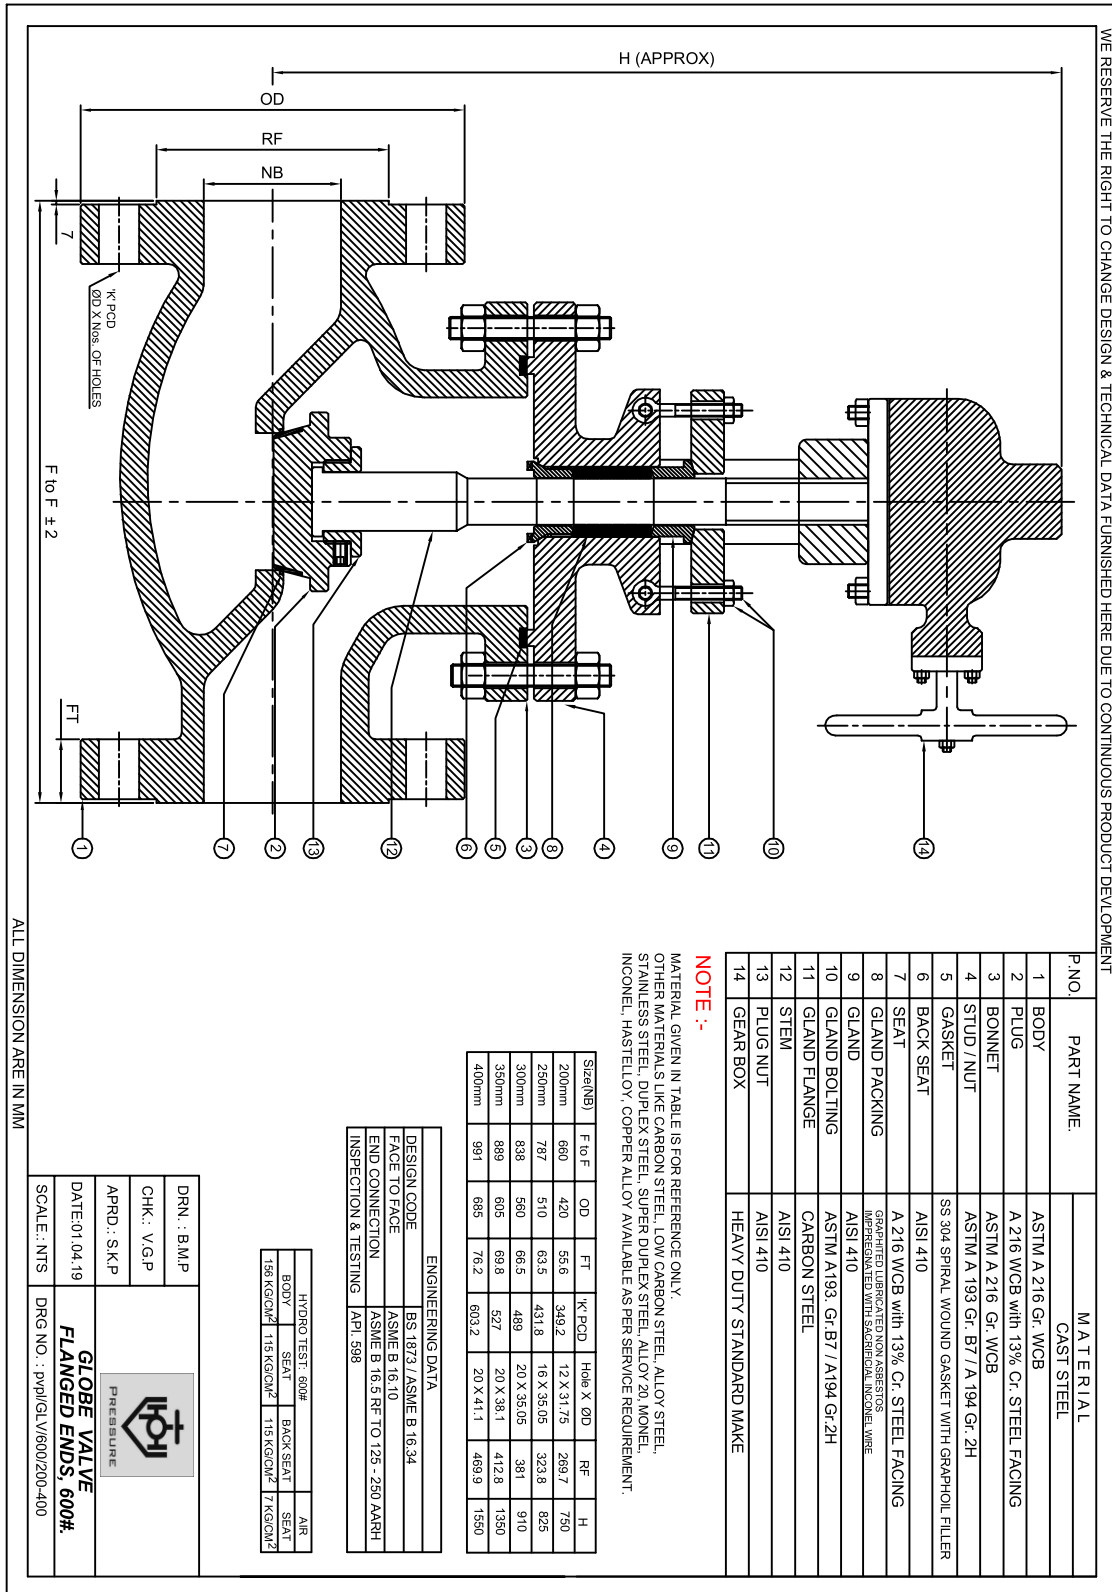 WE RESERVE THE RIGHT TO CHANGE DESIGN & TECHNICAL DATA FURNISHED HERE DUE TO CONTINUOUS PRODUCT DEVLOPMENT
H (APPROX)
OD
RF
NB
7
'K' PCD
ØD X Nos. OF HOLES
F to F ± 2
FT
1
7
2
13
12
6
5
3
8
4
9
11
10
14
P.NO. PART NAME. MATERIAL
CAST STEEL
1 BODY ASTM A 216 Gr. WCB
2 PLUG A 216 WCB with 13% Cr. STEEL FACING
3 BONNET ASTM A 216 Gr. WCB
4 STUD / NUT ASTM A 193 Gr. B7 / A 194 Gr. 2H
5 GASKET SS 304 SPIRAL WOUND GASKET WITH GRAPHOIL FILLER
6 BACK SEAT AISI 410
7 SEAT A 216 WCB with 13% Cr. STEEL FACING
8 GLAND PACKING GRAPHITED LUBRICATED NON ASBESTOS
IMPREGNATED WITH SACRIFICIAL INCONEL WIRE
9 GLAND AISI 410
10 GLAND BOLTING ASTM A193. Gr.B7 / A194 Gr.2H
11 GLAND FLANGE CARBON STEEL
12 STEM AISI 410
13 PLUG NUT AISI 410
14 GEAR BOX HEAVY DUTY STANDARD MAKE
NOTE :-
MATERIAL GIVEN IN TABLE IS FOR REFERENCE ONLY.
OTHER MATERIALS LIKE CARBON STEEL, LOW CARBON STEEL, ALLOY STEEL,
STAINLESS STEEL, DUPLEX STEEL, SUPER DUPLEX STEEL, ALLOY 20, MONEL,
INCONEL, HASTELLOY, COPPER ALLOY AVAILABLE AS PER SERVICE REQUIREMENT.
Size(NB) F to F OD FT 'K' PCD Hole X ØD RF H
200mm 660 420 55.6 349.2 12 X 31.75 269.7 750
250mm 787 510 63.5 431.8 16 X 35.05 323.8 825
300mm 838 560 66.5 489 20 X 35.05 381 910
350mm 889 605 69.8 527 20 X 38.1 412.8 1350
400mm 991 685 76.2 603.2 20 X 41.1 469.9 1550
ENGINEERING DATA
DESIGN CODE BS 1873 / ASME B 16.34
FACE TO FACE ASME B 16.10
END CONNECTION ASME B 16.5 RF TO 125 - 250 AARH
INSPECTION & TESTING API. 598
HYDRO TEST: 600# AIR
BODY SEAT BACK SEAT SEAT
156 KG/CM² 115 KG/CM² 115 KG/CM² 7 KG/CM²
DRN. : B.M.P
CHK.: V.G.P
APRD.: S.K.P
PRESSURE
DATE:01.04.19
GLOBE VALVE
FLANGED ENDS, 600#.
SCALE.: NTS DRG NO. : pvpl/GLV/600/200-400
ALL DIMENSION ARE IN MM